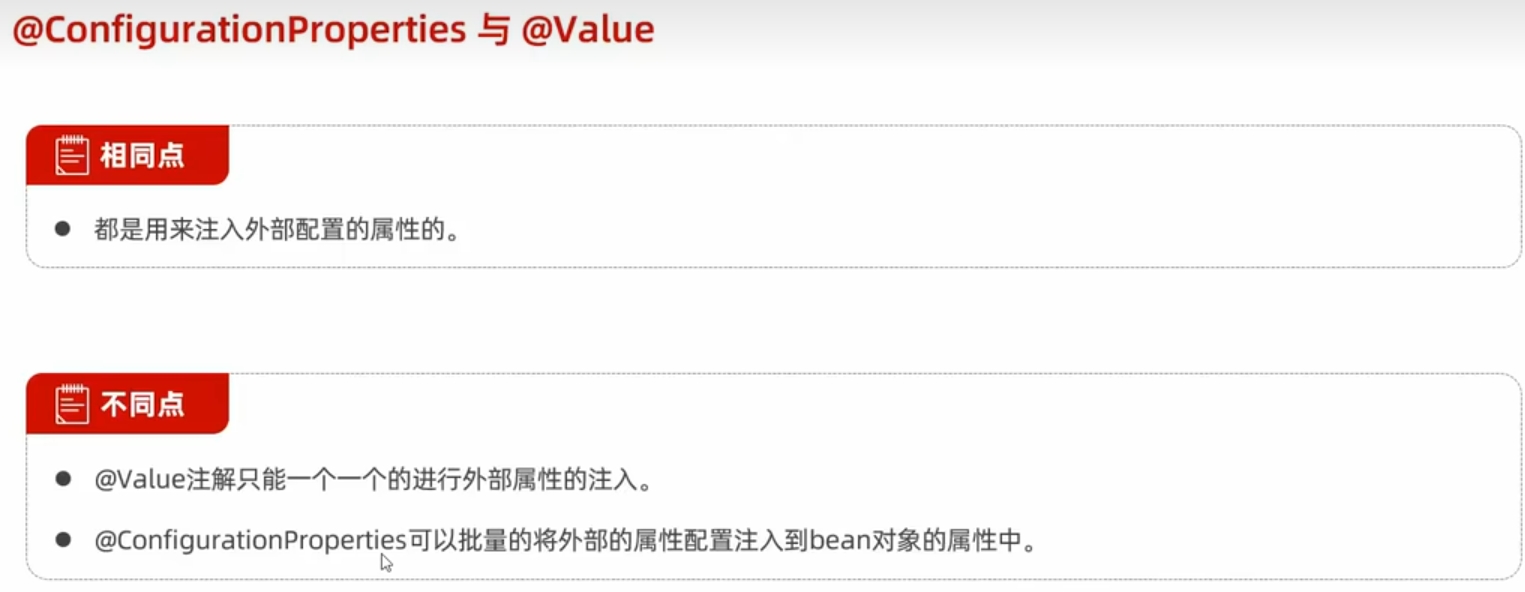 @ConfigurationProperties 与 @Value
相同点
都是用来注入外部配置的属性的。
不同点
@Value注解只能一个一个的进行外部属性的注入。
@ConfigurationProperties可以批量的将外部的属性配置注入到bean对象的属性中。